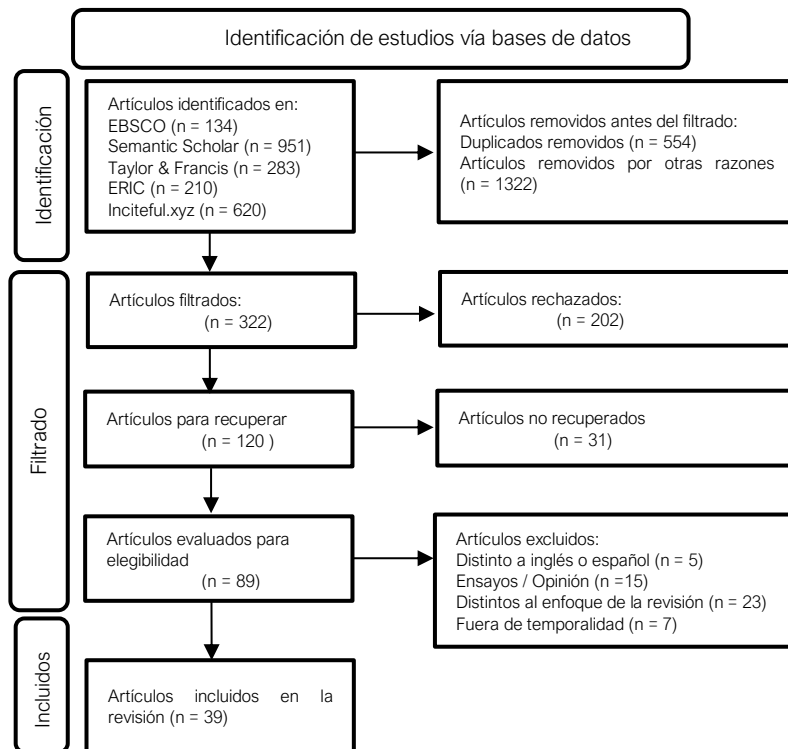 Identificación de estudios vía bases de datos
Identificación
Artículos identificados en:
EBSCO (n = 134)
Semantic Scholar (n = 951)
Taylor & Francis (n = 283)
ERIC (n = 210)
Inciteful.xyz (n = 620)
Artículos removidos antes del filtrado:
Duplicados removidos (n = 554)
Artículos removidos por otras razones
(n = 1322)
Filtrado
Artículos filtrados:
(n = 322)
Artículos rechazados:
(n = 202)
Artículos para recuperar
(n = 120 )
Artículos no recuperados
(n = 31)
Artículos evaluados para
elegibilidad
(n = 89)
Artículos excluidos:
Distinto a inglés o español (n = 5)
Ensayos / Opinión (n =15)
Distintos al enfoque de la revisión (n = 23)
Fuera de temporalidad (n = 7)
Incluidos
Artículos incluidos en la
revisión (n = 39)